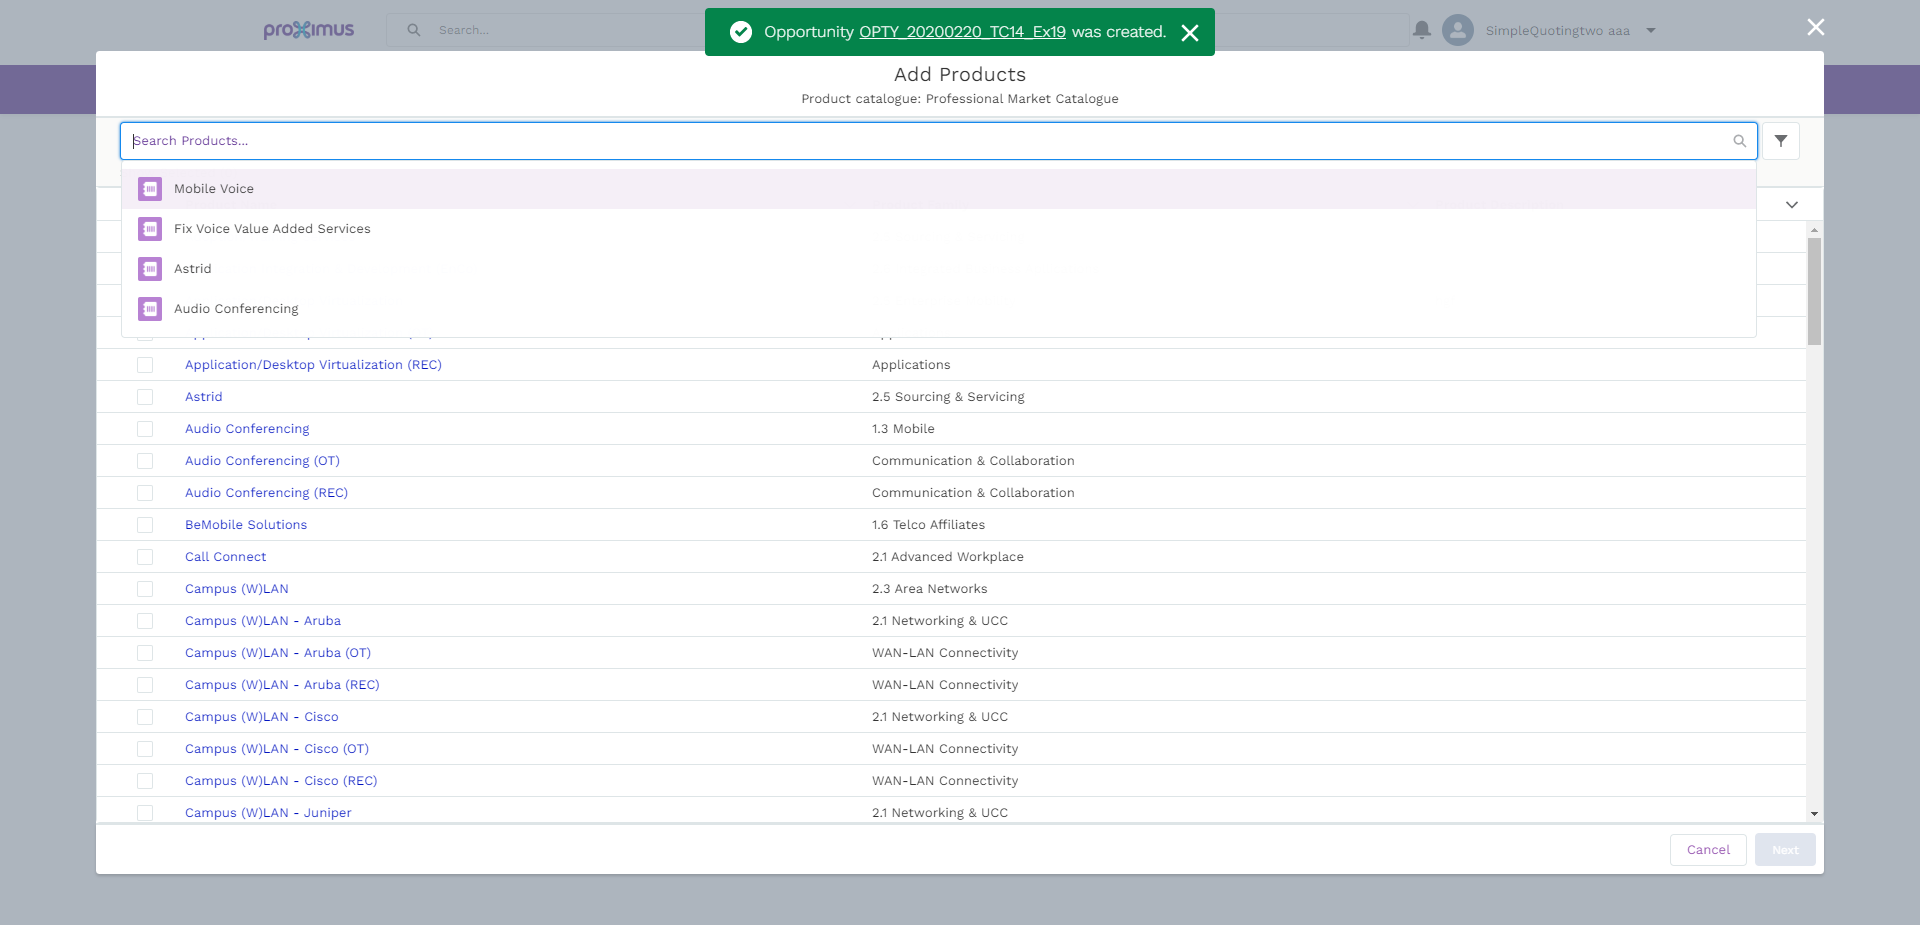 proximus
Search...
Opportunity OPTY_20200220_TC14_Ex19 was created.
SimpleQuotingtwo aaa
Add Products
Product catalogue: Professional Market Catalogue
Search Products...
Mobile Voice
Fix Voice Value Added Services
Astrid
Audio Conferencing
Application/Desktop Virtualization (REC) Applications
Astrid 2.5 Sourcing & Servicing
Audio Conferencing 1.3 Mobile
Audio Conferencing (OT) Communication & Collaboration
Audio Conferencing (REC) Communication & Collaboration
BeMobile Solutions 1.6 Telco Affiliates
Call Connect 2.1 Advanced Workplace
Campus (W)LAN 2.3 Area Networks
Campus (W)LAN - Aruba 2.1 Networking & UCC
Campus (W)LAN - Aruba (OT) WAN-LAN Connectivity
Campus (W)LAN - Aruba (REC) WAN-LAN Connectivity
Campus (W)LAN - Cisco 2.1 Networking & UCC
Campus (W)LAN - Cisco (OT) WAN-LAN Connectivity
Campus (W)LAN - Cisco (REC) WAN-LAN Connectivity
Campus (W)LAN - Juniper 2.1 Networking & UCC
Cancel
Next